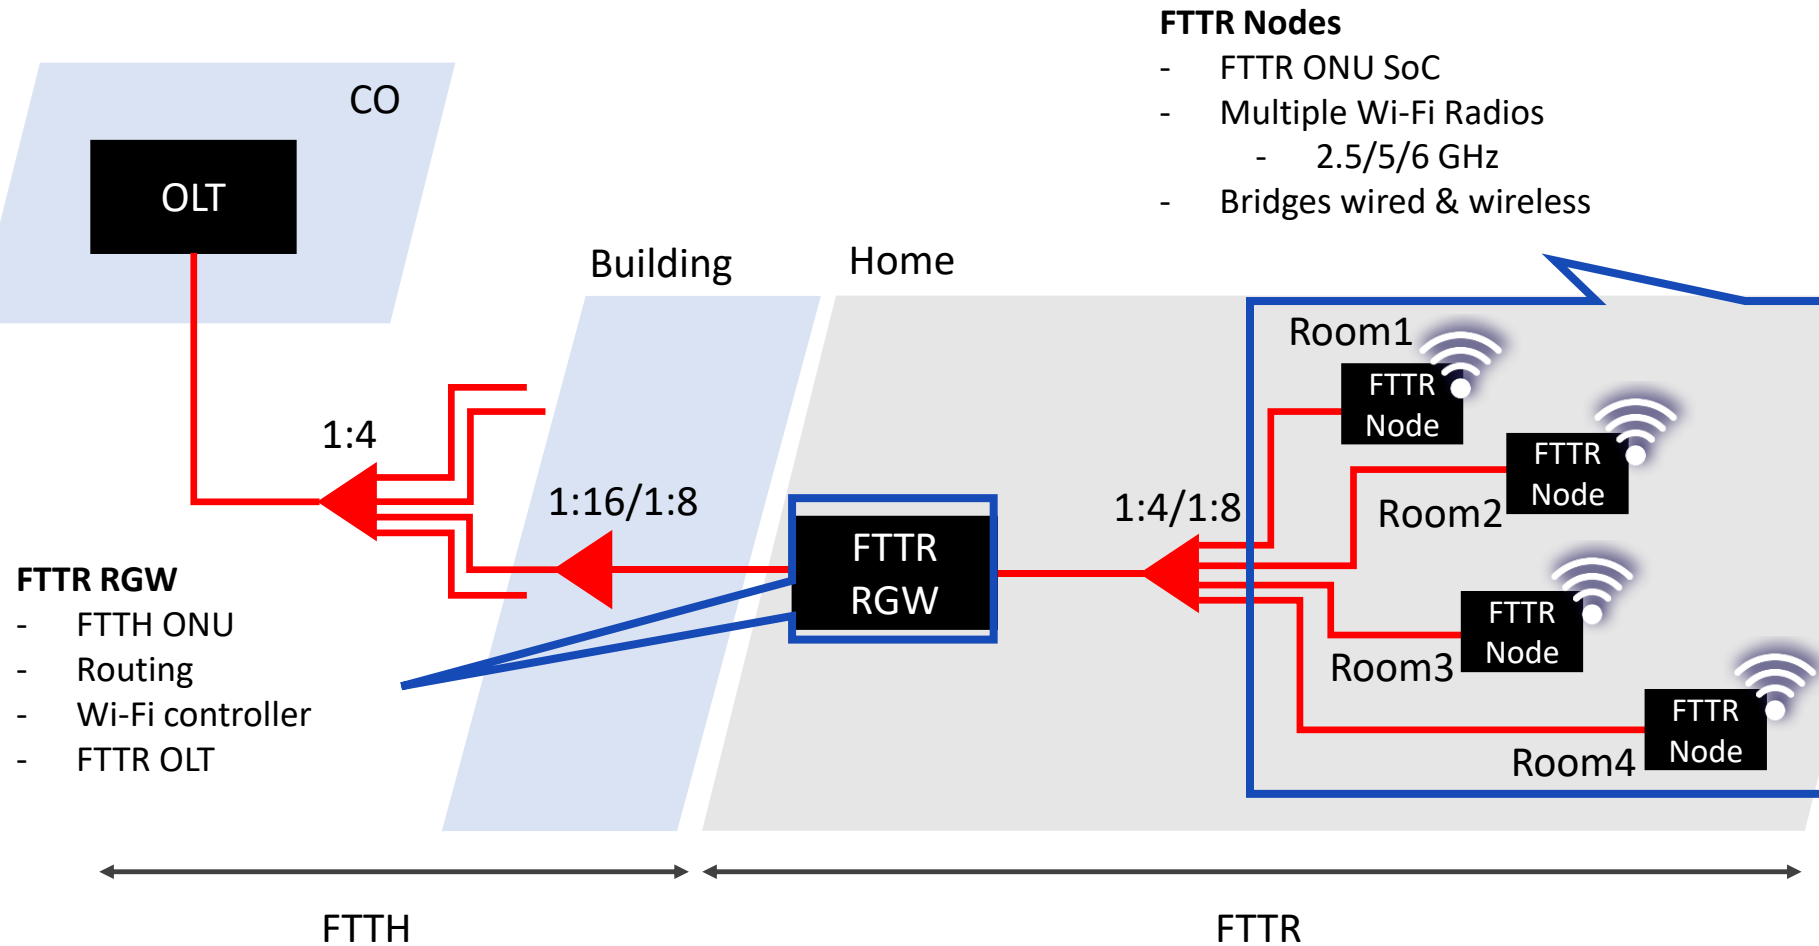 FTTR Nodes
- FTTR ONU SoC
- Multiple Wi-Fi Radios
- 2.5/5/6 GHz
- Bridges wired & wireless
CO
OLT
Building
Home
1:4
1:16/1:8
FTTR
RGW
1:4/1:8
Room1
FTTR
Node
Room2
FTTR
Node
Room3
FTTR
Node
Room4
FTTR
Node
FTTR RGW
- FTTH ONU
- Routing
- Wi-Fi controller
- FTTR OLT
FTTH
FTTR